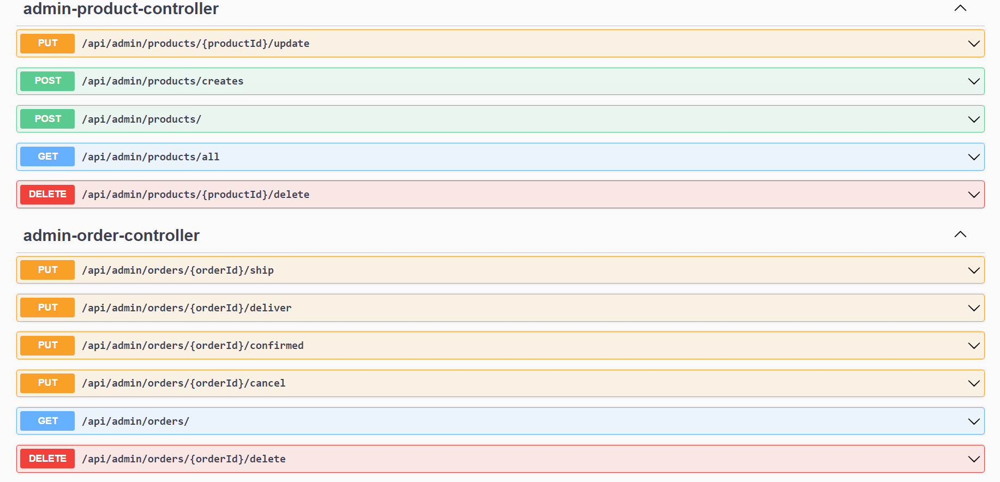 admin-product-controller
PUT /api/admin/products/{productId}/update
POST /api/admin/products/creates
POST /api/admin/products/
GET /api/admin/products/all
DELETE /api/admin/products/{productId}/delete
admin-order-controller
PUT /api/admin/orders/{orderId}/ship
PUT /api/admin/orders/{orderId}/deliver
PUT /api/admin/orders/{orderId}/confirmed
PUT /api/admin/orders/{orderId}/cancel
GET /api/admin/orders/
DELETE /api/admin/orders/{orderId}/delete